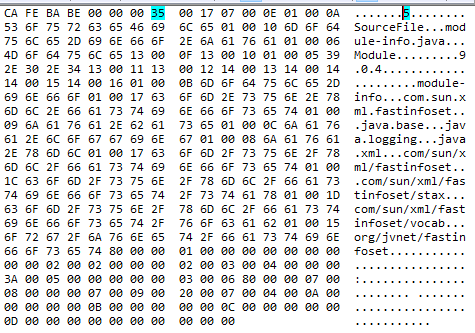 CA FE BA BE 00 00 00 35 00 17 07 00 0E 01 00 0A .......5........
53 6F 75 72 63 65 46 69 6C 65 01 00 10 6D 6F 64 SourceFile...mod
75 6C 65 2D 69 6E 66 6F 2E 6A 61 76 61 01 00 06 ule-info.java...
4D 6F 64 75 6C 65 13 00 0F 13 00 10 01 00 05 39 Module.........9
2E 30 2E 34 13 00 11 13 00 12 14 00 13 14 00 14 .0.4............
14 00 15 14 00 16 01 00 0B 6D 6F 64 75 6C 65 2D .........module-
69 6E 66 6F 01 00 17 63 6F 6D 2E 73 75 6E 2E 78 info...com.sun.x
6D 6C 2E 66 61 73 74 69 6E 66 6F 73 65 74 01 00 ml.fastinfoset..
09 6A 61 76 61 2E 62 61 73 65 01 00 0C 6A 61 76 .java.base...jav
61 2E 6C 6F 67 67 69 6E 67 01 00 08 6A 61 76 61 a.logging...java
2E 78 6D 6C 01 00 17 63 6F 6D 2F 73 75 6E 2F 78 .xml...com/sun/x
6D 6C 2F 66 61 73 74 69 6E 66 6F 73 65 74 01 00 ml/fastinfoset..
1C 63 6F 6D 2F 73 75 6E 2F 78 6D 6C 2F 66 61 73 .com/sun/xml/fas
74 69 6E 66 6F 73 65 74 2F 73 74 61 78 01 00 1D tinfoset/stax...
63 6F 6D 2F 73 75 6E 2F 78 6D 6C 2F 66 61 73 74 com/sun/xml/fast
69 6E 66 6F 73 65 74 2F 76 6F 63 61 62 01 00 15 infoset/vocab...
6F 72 67 2F 6A 76 6E 65 74 2F 66 61 73 74 69 6E org/jvnet/fastin
66 6F 73 65 74 80 00 00 01 00 00 00 00 00 00 00 foset...........
00 00 02 00 02 00 00 00 02 00 03 00 04 00 00 00 ................
3A 00 05 00 00 00 00 00 03 00 06 80 00 00 07 00 :...............
08 00 00 00 07 00 09 00 20 00 07 00 04 00 0A 00 ........ .......
00 00 00 00 0B 00 00 00 00 00 0C 00 00 00 00 00 ................
0D 00 00 00 00 00 00 00 00 00 00 00 ............